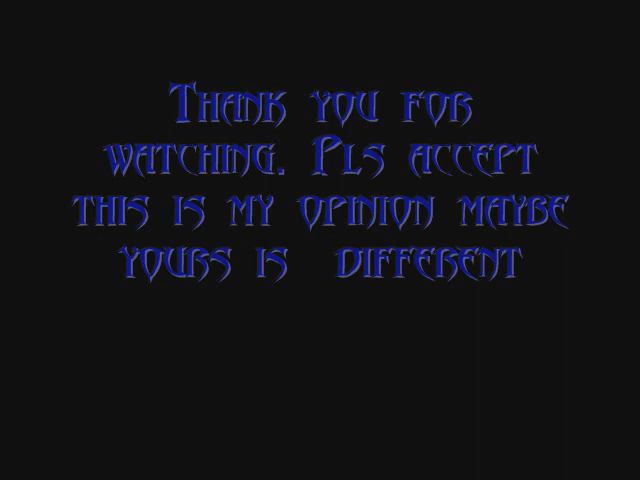 Thank you for
watching. Pls accept
this is my opinion maybe
yours is different